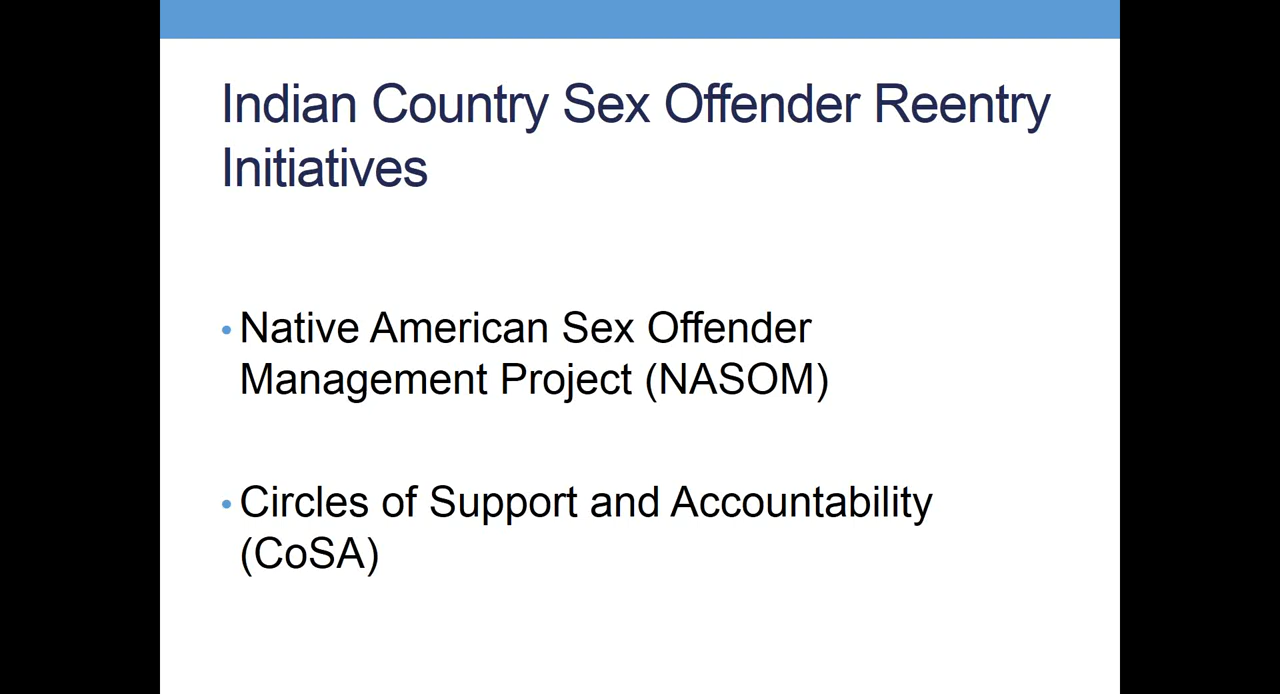 Indian Country Sex Offender Reentry
Initiatives
• Native American Sex Offender
Management Project (NASOM)
• Circles of Support and Accountability
(CoSA)